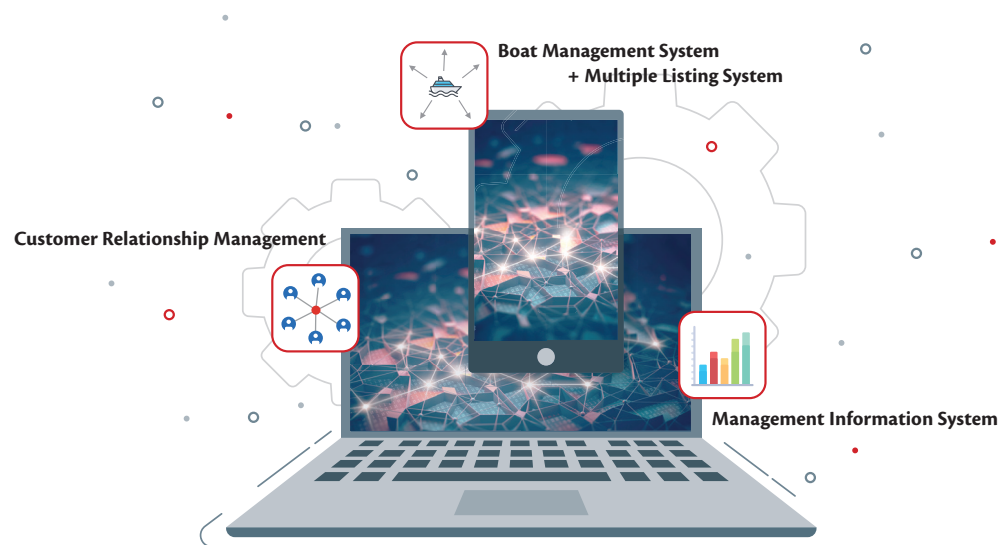 Boat Management System
+ Multiple Listing System
Customer Relationship Management
Management Information System